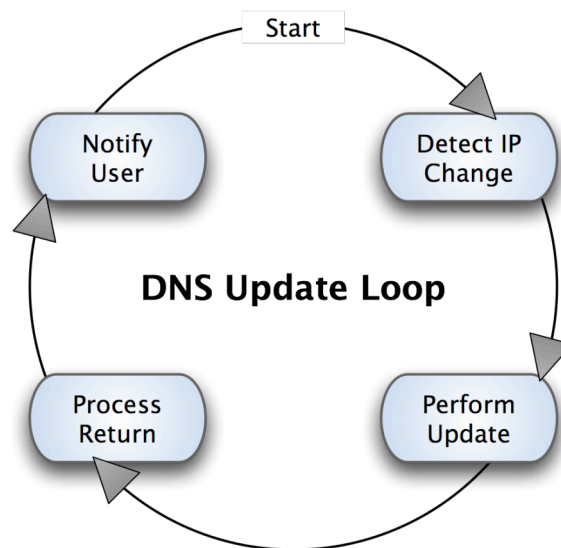 Start
Notify
User
Detect IP
Change
DNS Update Loop
Process
Return
Perform
Update